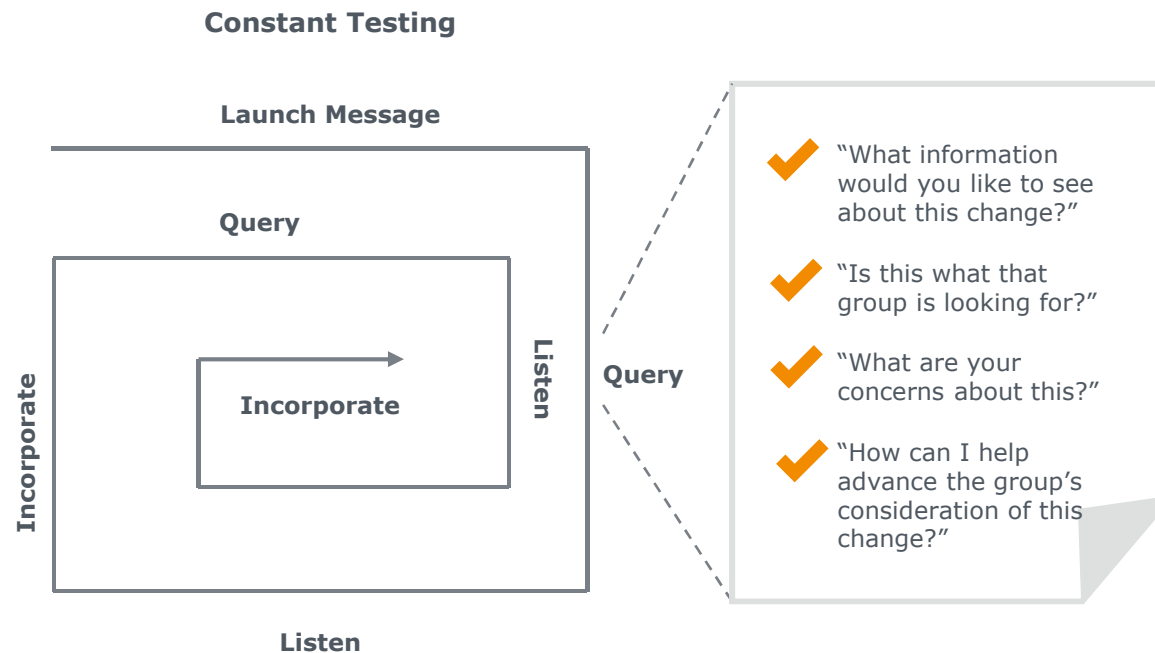 Constant Testing
Launch Message
Query
Listen
Query
Incorporate
Incorporate
Listen
“What information
would you like to see
about this change?”
“Is this what that
group is looking for?”
“What are your
concerns about this?”
“How can I help
advance the group’s
consideration of this
change?”